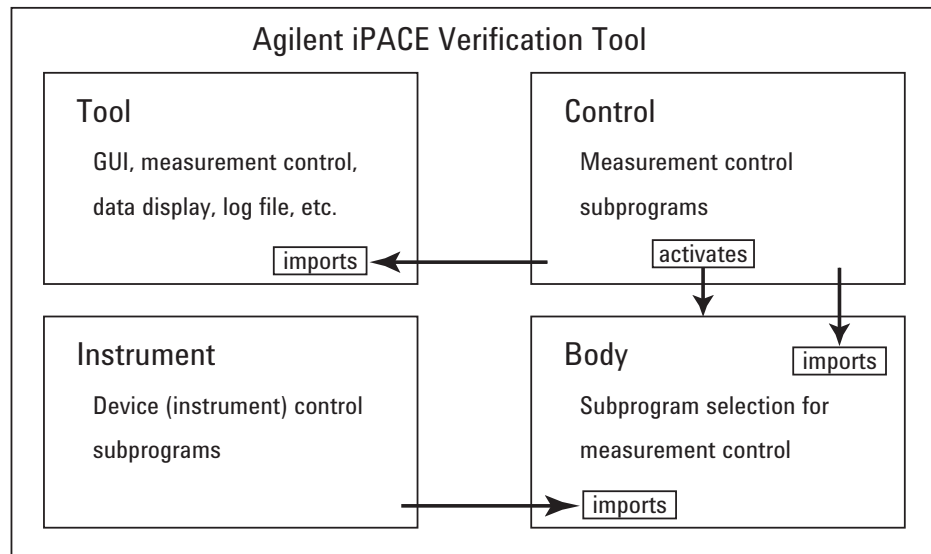 Agilent iPACE Verification Tool
Tool
GUI, measurement control,
data display, log file, etc.
imports
Control
Measurement control
subprograms
activates
Instrument
Device (instrument) control
subprograms
Body
imports
Subprogram selection for
measurement control
imports